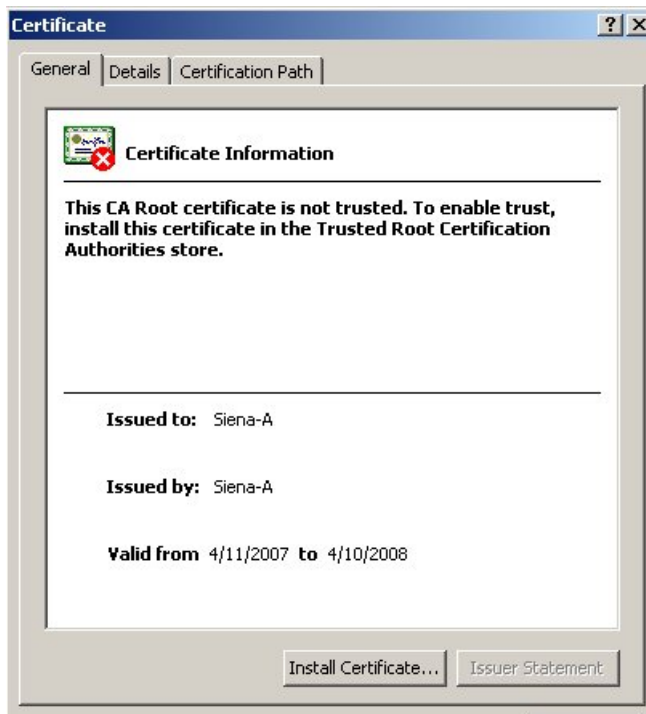 Certificate
General Details Certification Path
Certificate Information
This CA Root certificate is not trusted. To enable trust,
install this certificate in the Trusted Root Certification
Authorities store.
Issued to: Siena-A
Issued by: Siena-A
Valid from 4/11/2007 to 4/10/2008
Install Certificate... Issuer Statement